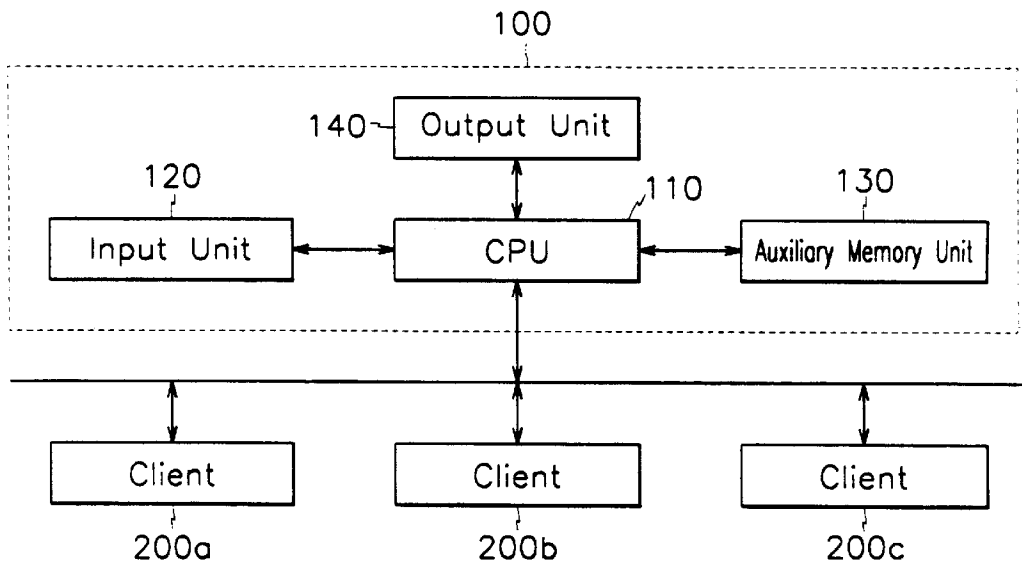 100
140
Output Unit
120
110
130
Input Unit
CPU
Auxiliary Memory Unit
Client
Client
Client
200a
200b
200c